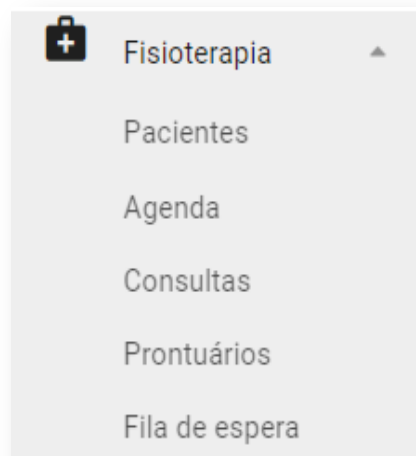 Fisioterapia
Pacientes
Agenda
Consultas
Prontuários
Fila de espera